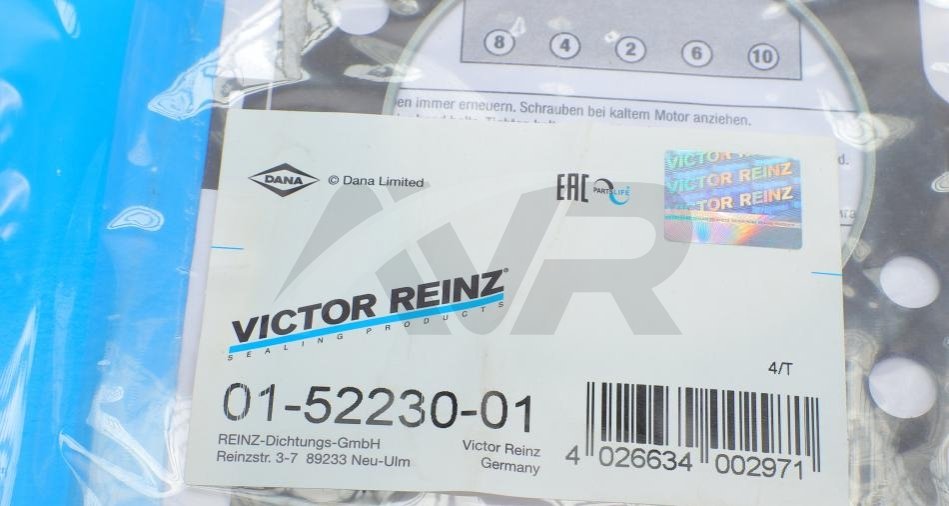 8 4 2 6 10
en immer erneuern. Schrauben bei kaltem Motor anziehen.
d.
DANA © Dana Limited
EAC PARTSLIFE
VICTOR REINZ
VICTOR REINZ
VICTOR REINZ
AVR
VICTOR REINZ®
SEALING PRODUCTS
4/T
01-52230-01
REINZ-Dichtungs-GmbH
Reinzstr. 3-7 89233 Neu-Ulm
Victor Reinz
Germany
4 026634 002971